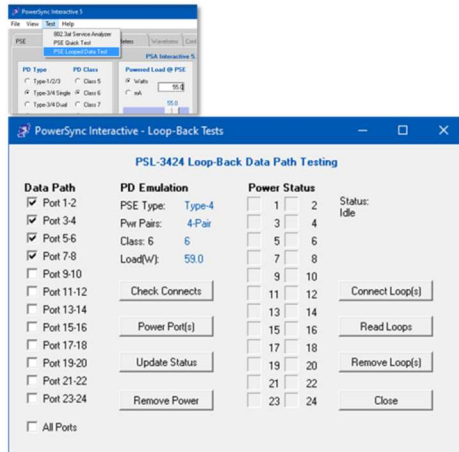 PowerSync Interactive 5
File View Test Help
802.3at Service Analyzer
PSE Quick Test
PSE Looped Data Test
PSE
Waveforms
PSA Interactive 5.
PD Type PD Class Powered Load @ PSE
Type-1/2/3 Class 5 Watts 55.0
Type-3/4 Single Class 6 mA
Type-3/4 Dual Class 7 55.0
PowerSync Interactive - Loop-Back Tests
PSL-3424 Loop-Back Data Path Testing
Data Path PD Emulation Power Status
Port 1-2 PSE Type: Type-4 1 2 Status:
Port 3-4 Pwr Pairs: 4-Pair 3 4 Idle
Port 5-6 Class: 6 6 5 6
Port 7-8 Load(W): 59.0 7 8
Port 9-10 9 10
Port 11-12 Check Connects 11 12 Connect Loop(s)
Port 13-14 13 14
Port 15-16 Power Port(s) 15 16 Read Loops
Port 17-18 17 18
Port 19-20 Update Status 19 20 Remove Loop(s)
Port 21-22 21 22
Port 23-24 Remove Power 23 24 Close
All Ports